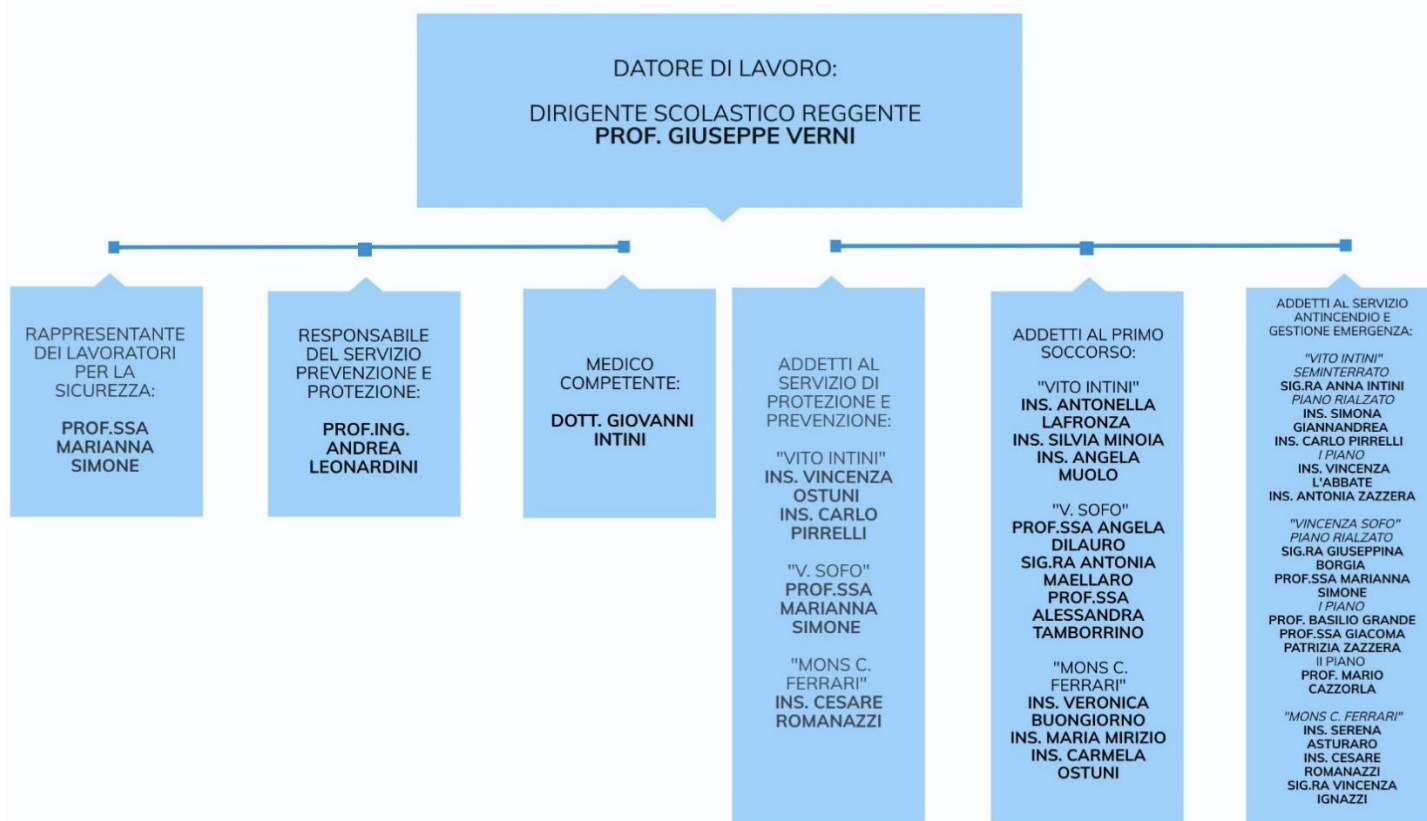 DATORE DI LAVORO:
DIRIGENTE SCOLASTICO REGGENTE
PROF. GIUSEPPE VERNI
RAPPRESENTANTE
DEI LAVORATORI
PER LA
SICUREZZA:
PROF.SSA
MARIANNA
SIMONE
RESPONSABILE
DEL SERVIZIO
PREVENZIONE E
PROTEZIONE:
PROF.ING.
ANDREA
LEONARDINI
MEDICO
COMPETENTE:
DOTT. GIOVANNI
INTINI
ADDETTI AL
SERVIZIO DI
PROTEZIONE E
PREVENZIONE:
"VITO INTINI"
INS. VINCENZA
OSTUNI
INS. CARLO
PIRRELLI
"V. SOFO"
PROF.SSA
MARIANNA
SIMONE
"MONS C.
FERRARI"
INS. CESARE
ROMANAZZI
ADDETTI AL PRIMO
SOCCORSO:
"VITO INTINI"
INS. ANTONELLA
LAFRONZA
INS. SILVIA MINOIA
INS. ANGELA
MUOLO
"V. SOFO"
PROF.SSA ANGELA
DILAURO
SIG.RA ANTONIA
MAELLARO
PROF.SSA
ALESSANDRA
TAMBORRINO
"MONS C.
FERRARI"
INS. VERONICA
BUONGIORNO
INS. MARIA MIRIZIO
INS. CARMELA
OSTUNI
ADDETTI AL SERVIZIO
ANTINCENDIO E
GESTIONE EMERGENZA:
"VITO INTINI"
SEMINTERRATO
SIG.RA ANNA INTINI
PIANO RIALZATO
INS. SIMONA
GIANNANDREA
INS. CARLO PIRRELLI
I PIANO
INS. VINCENZA
L'ABBATE
INS. ANTONIA ZAZZERA
"VINCENZA SOFO"
PIANO RIALZATO
SIG.RA GIUSEPPINA
BORGIA
PROF.SSA MARIANNA
SIMONE
I PIANO
PROF. BASILIO GRANDE
PROF.SSA GIACOMA
PATRIZIA ZAZZERA
II PIANO
PROF. MARIO
CAZZORLA
"MONS C. FERRARI"
INS. SERENA
ASTURARO
INS. CESARE
ROMANAZZI
SIG.RA VINCENZA
IGNAZZI